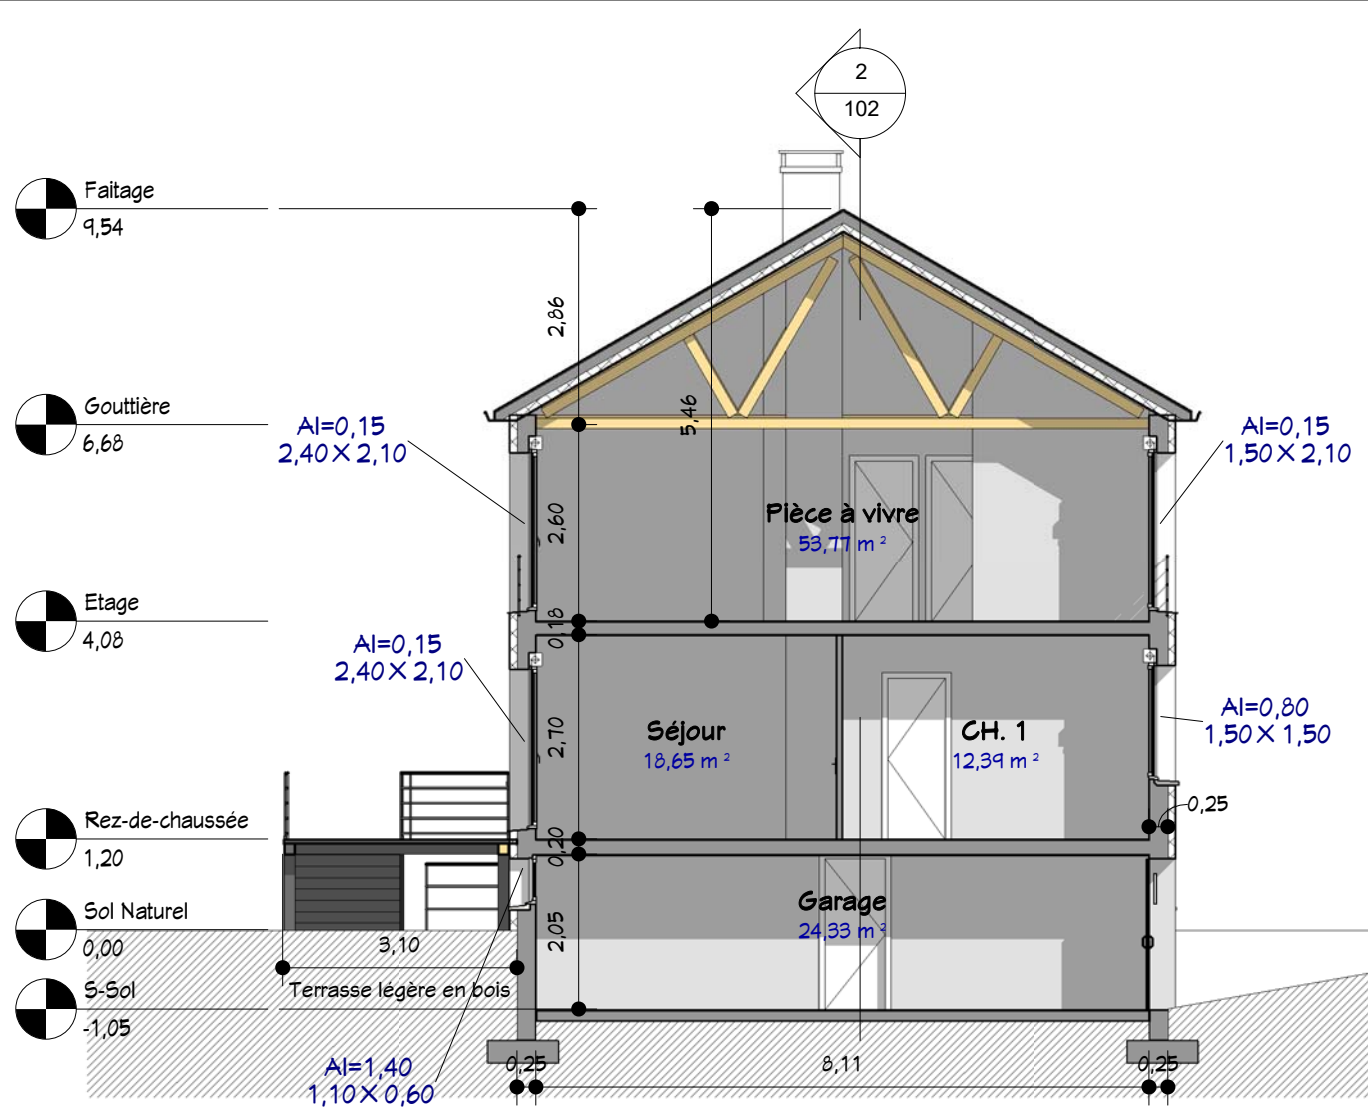 2
102
Faitage
9,54
2,86
Gouttière
6,68
5,46
Al=0,15
2,40 X 2,10
Al=0,15
1,50 X 2,10
2,60
Pièce à vivre
53,77 m²
Etage
4,08
0,18
Al=0,15
2,40 X 2,10
2,70
Séjour
18,65 m²
CH. 1
12,39 m²
Al=0,80
1,50 X 1,50
0,25
Rez-de-chaussée
1,20
0,20
Sol Naturel
0,00
Garage
24,33 m²
2,05
3,10
Terrasse légère en bois
S-Sol
-1,05
Al=1,40
1,10 X 0,60
0,25
8,11
0,25